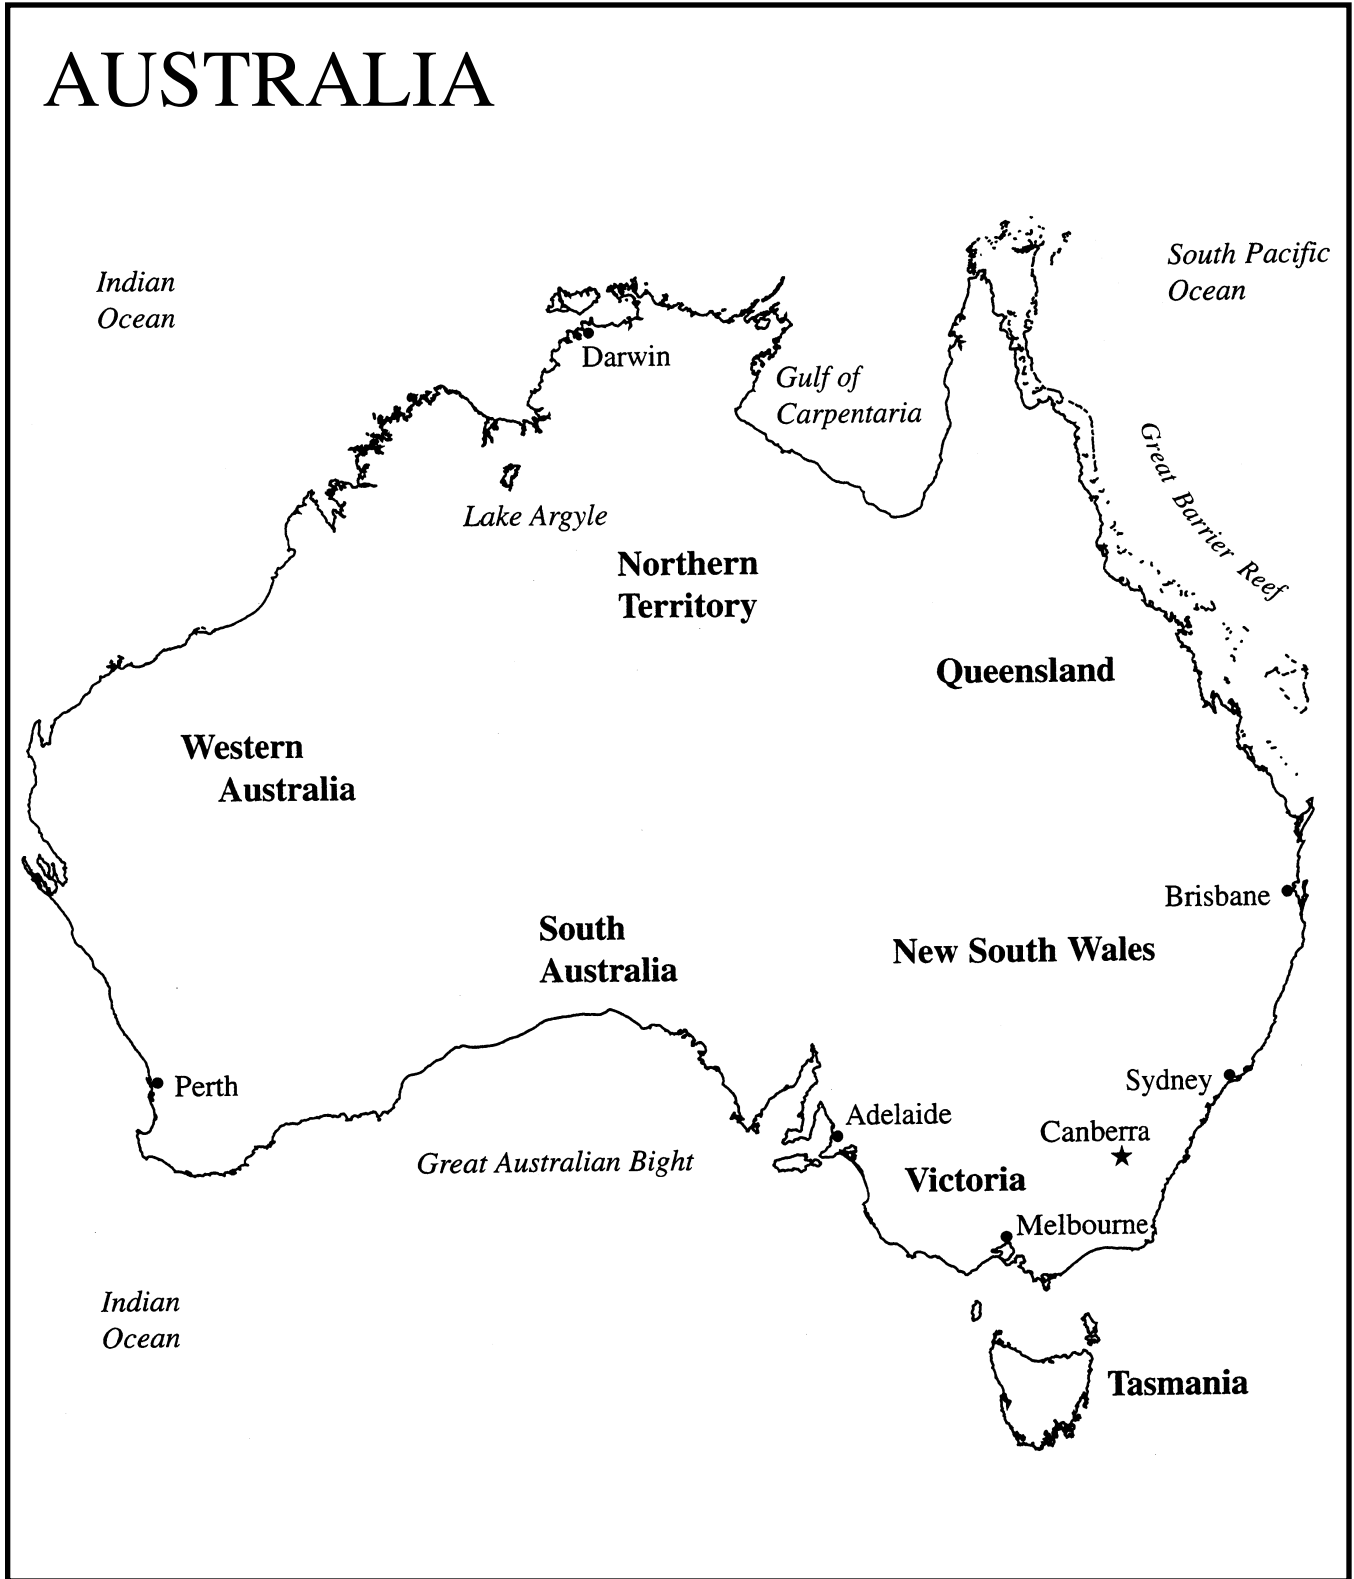 AUSTRALIA
South Pacific
Ocean
Indian
Ocean
Darwin
Gulf of
Carpentaria
Great Barrier Reef
Lake Argyle
Northern
Territory
Queensland
Western
Australia
Brisbane
South
Australia
New South Wales
Perth
Sydney
Adelaide
Canberra
Great Australian Bight
Victoria
Melbourne
Indian
Ocean
Tasmania